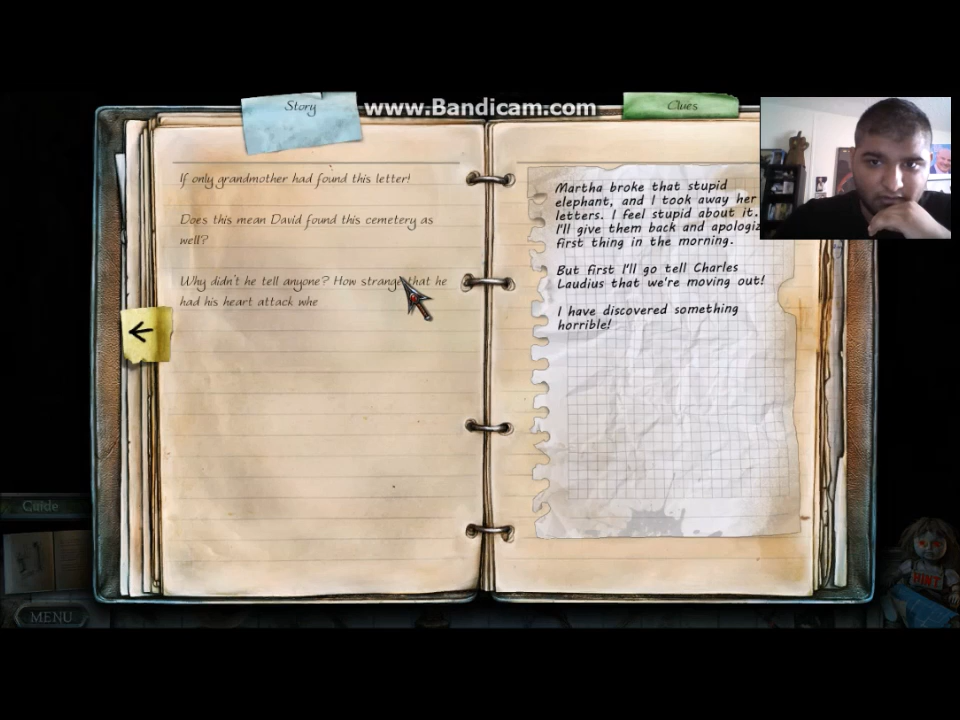 Story
www.Bandicam.com
Clues
If only grandmother had found this letter!
Does this mean David found this cemetery as
well?
Why didn't he tell anyone? How strange that he
had his heart attack whe
Martha broke that stupid
elephant, and I took away her
letters. I feel stupid about it.
I'll give them back and apologiz
first thing in the morning.
But first I'll go tell Charles
Laudius that we're moving out!
I have discovered something
horrible!
Guide
MENU
HINT